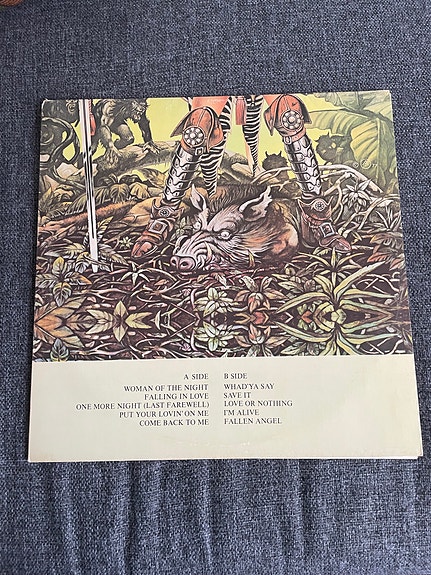 A SIDE
WOMAN OF THE NIGHT
FALLING IN LOVE
ONE MORE NIGHT (LAST FAREWELL)
PUT YOUR LOVIN' ON ME
COME BACK TO ME
B SIDE
WHAD'YA SAY
SAVE IT
LOVE OR NOTHING
I'M ALIVE
FALLEN ANGEL